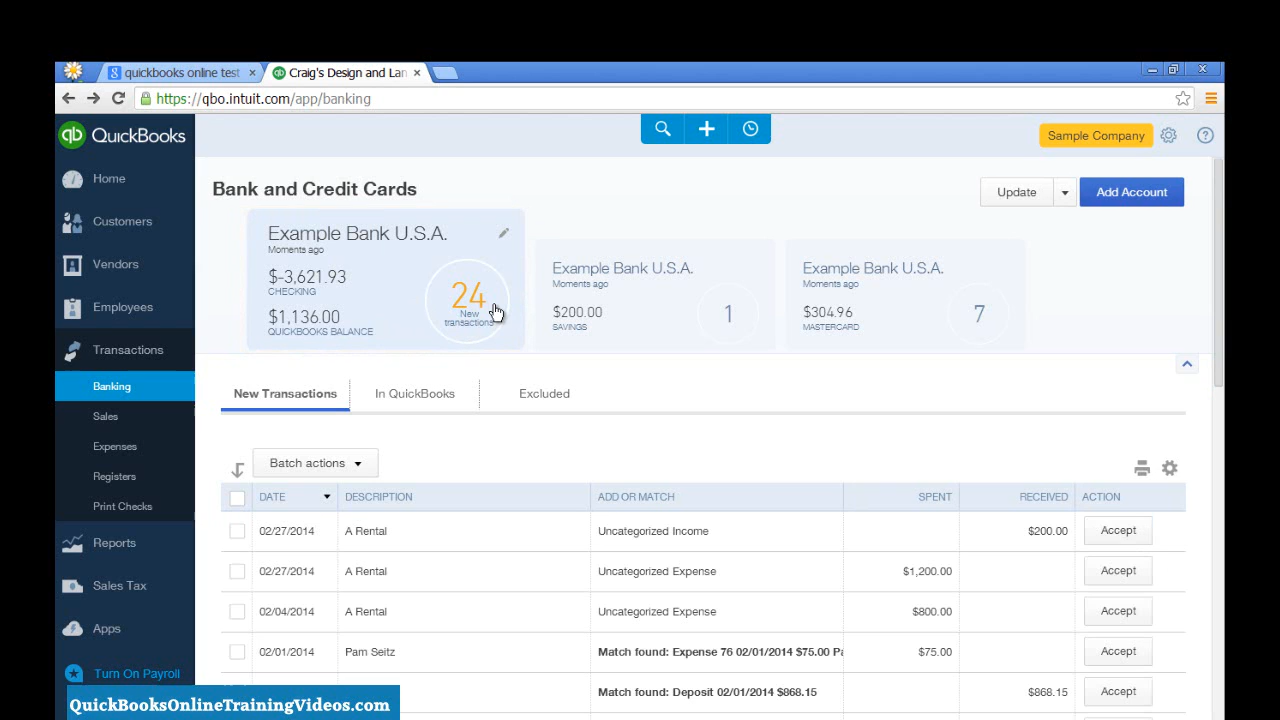 quickbooks online test
Craig's Design and Lan
https://qbo.intuit.com/app/banking
qb QuickBooks
Sample Company
Home
Customers
Vendors
Employees
Transactions
Banking
Sales
Expenses
Registers
Print Checks
Reports
Sales Tax
Apps
Turn On Payroll
Bank and Credit Cards
Update
Add Account
Example Bank U.S.A.
Moments ago
$-3,621.93
CHECKING
$1,136.00
QUICKBOOKS BALANCE
24
New
transactions
Example Bank U.S.A.
Moments ago
$200.00
SAVINGS
1
Example Bank U.S.A.
Moments ago
$304.96
MASTERCARD
7
New Transactions In QuickBooks Excluded
Batch actions
DATE DESCRIPTION ADD OR MATCH SPENT RECEIVED ACTION
02/27/2014 A Rental Uncategorized Income $200.00 Accept
02/27/2014 A Rental Uncategorized Expense $1,200.00 Accept
02/04/2014 A Rental Uncategorized Expense $800.00 Accept
02/01/2014 Pam Seitz Match found: Expense 76 02/01/2014 $75.00 Pa $75.00 Accept
Match found: Deposit 02/01/2014 $868.15 $868.15 Accept
QuickBooksOnlineTrainingVideos.com